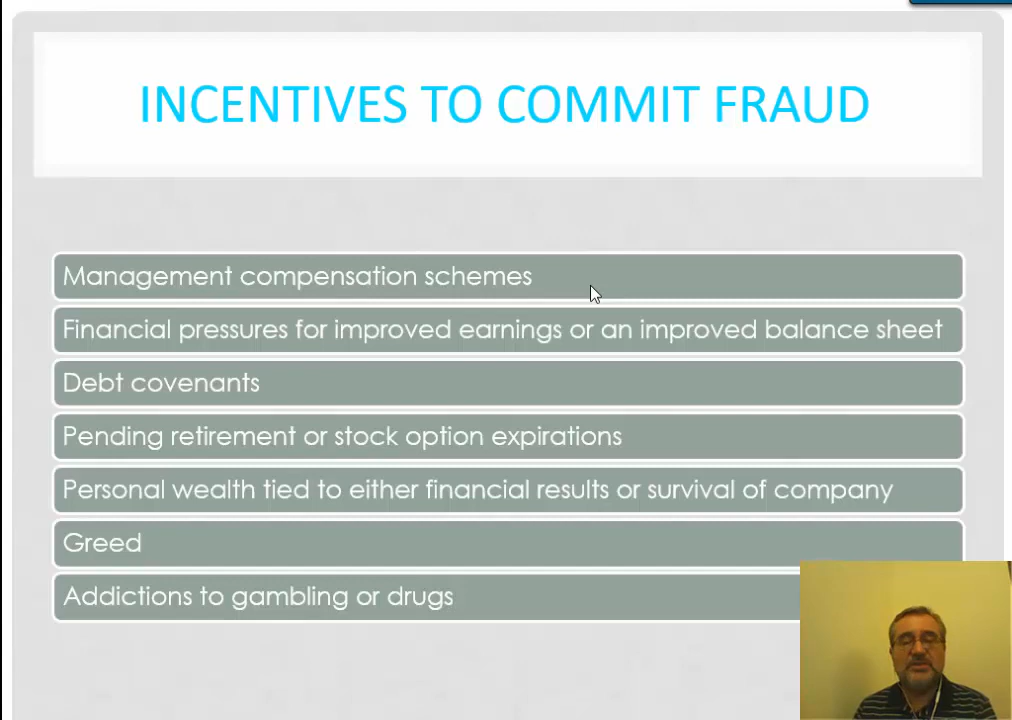 INCENTIVES TO COMMIT FRAUD
Management compensation schemes
Financial pressures for improved earnings or an improved balance sheet
Debt covenants
Pending retirement or stock option expirations
Personal wealth tied to either financial results or survival of company
Greed
Addictions to gambling or drugs